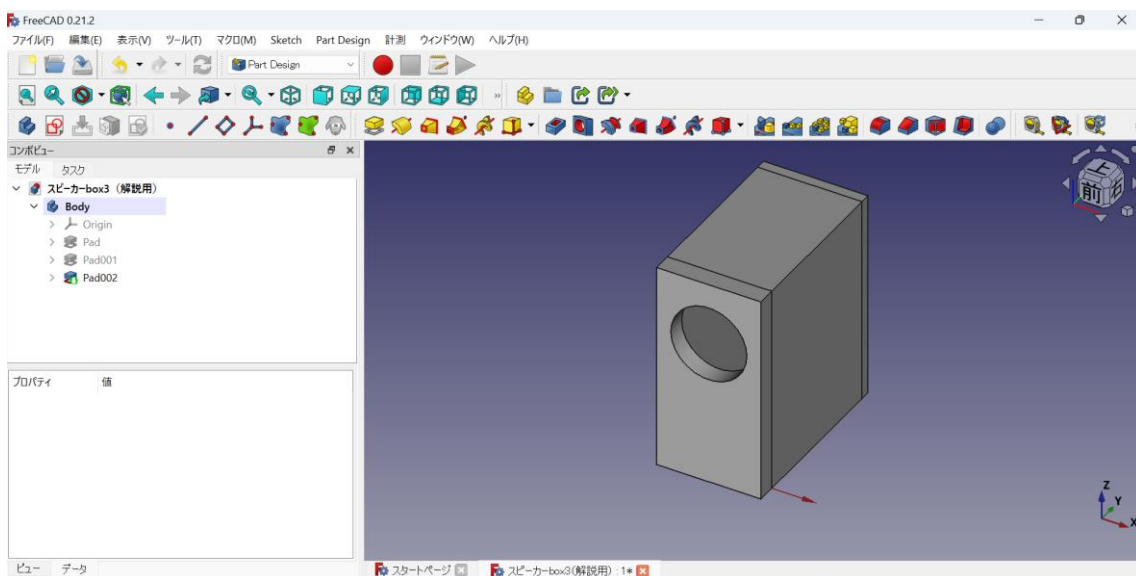 FreeCAD 0.21.2
ファイル(F) 編集(E) 表示(V) ツール(T) マクロ(M) Sketch Part Design 計測 ウィンドウ(W) ヘルプ(H)
Part Design
コンボビュー
モデル タスク
スピーカーbox3（解説用）
Body
Origin
Pad
Pad001
Pad002
上
前 右
プロパティ 値
Z
Y
X
ビュー データ
スタートページ スピーカーbox3(解説用) : 1*